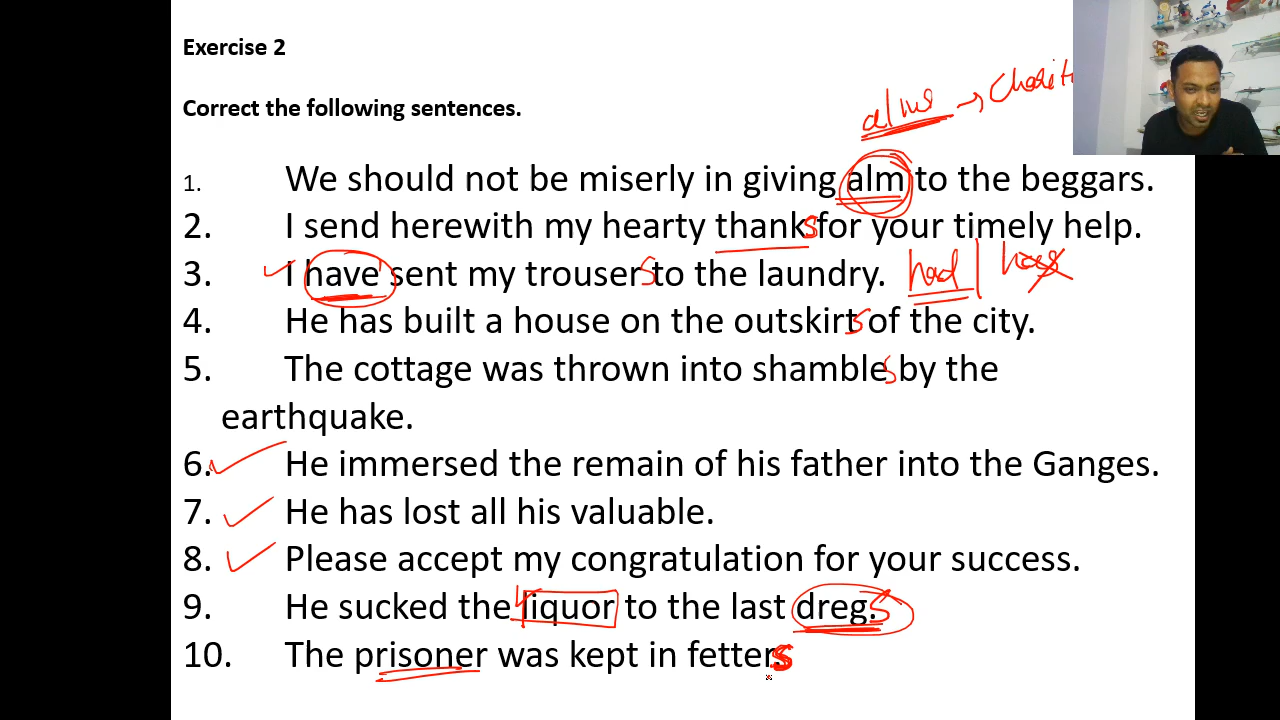 Exercise 2
Correct the following sentences.
alms → Charit
1. We should not be miserly in giving alm to the beggars.
2. I send herewith my hearty thanks for your timely help.
3. I have sent my trousers to the laundry. had | has
4. He has built a house on the outskirts of the city.
5. The cottage was thrown into shambles by the
earthquake.
6. He immersed the remain of his father into the Ganges.
7. He has lost all his valuable.
8. Please accept my congratulation for your success.
9. He sucked the liquor to the last dregs.
10. The prisoner was kept in fetters